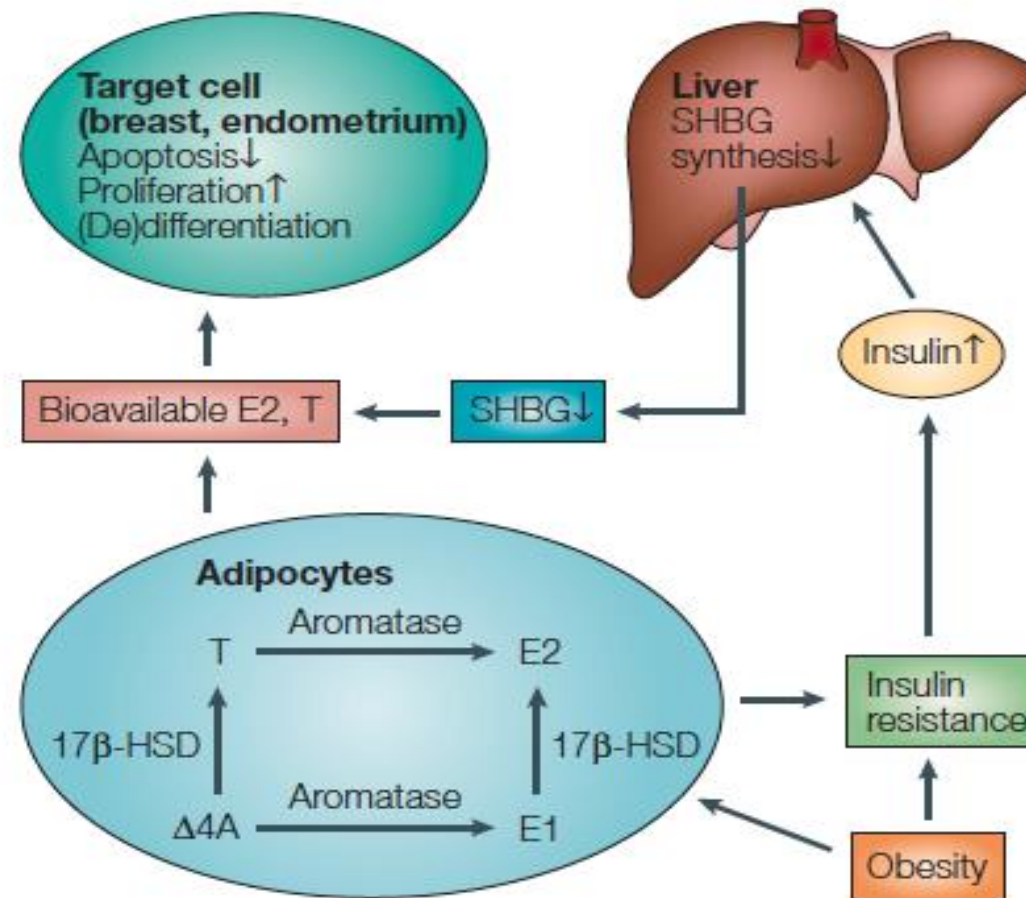 Target cell
(breast, endometrium)
Apoptosis↓
Proliferation↑
(De)differentiation
Liver
SHBG
synthesis↓
Insulin↑
Bioavailable E2, T
SHBG↓
Adipocytes
Aromatase
T
E2
17β-HSD
17β-HSD
Aromatase
Δ4A
E1
Insulin
resistance
Obesity